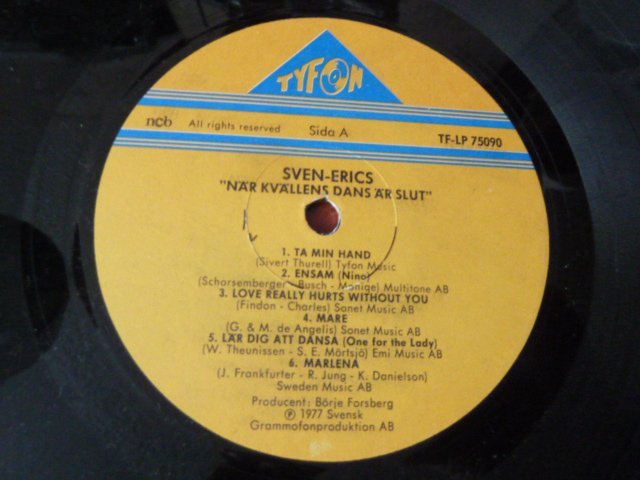 TYFON
ncb All rights reserved Sida A TF-LP 75090
SVEN-ERICS
"NÄR KVÄLLENS DANS ÄR SLUT"
1. TA MIN HAND
(Sivert Thurell) Tyfon Music
2. ENSAM (Nino)
(Schorsemberger - Busch - Monige) Multitone AB
3. LOVE REALLY HURTS WITHOUT YOU
(Findon - Charles) Sonet Music AB
4. MARE
(G. & M. de Angelis) Sonet Music AB
5. LÄR DIG ATT DANSA (One for the Lady)
(W. Theunissen - S. E. Mörtsjö) Emi Music AB
6. MARLENA
(J. Frankfurter - R. Jung - K. Danielson)
Sweden Music AB
Producent: Börje Forsberg
℗ 1977 Svensk
Grammofonproduktion AB